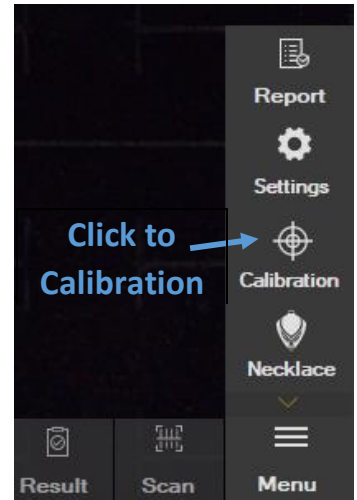 Report
Settings
Click to
Calibration
Calibration
Necklace
Result
Scan
Menu